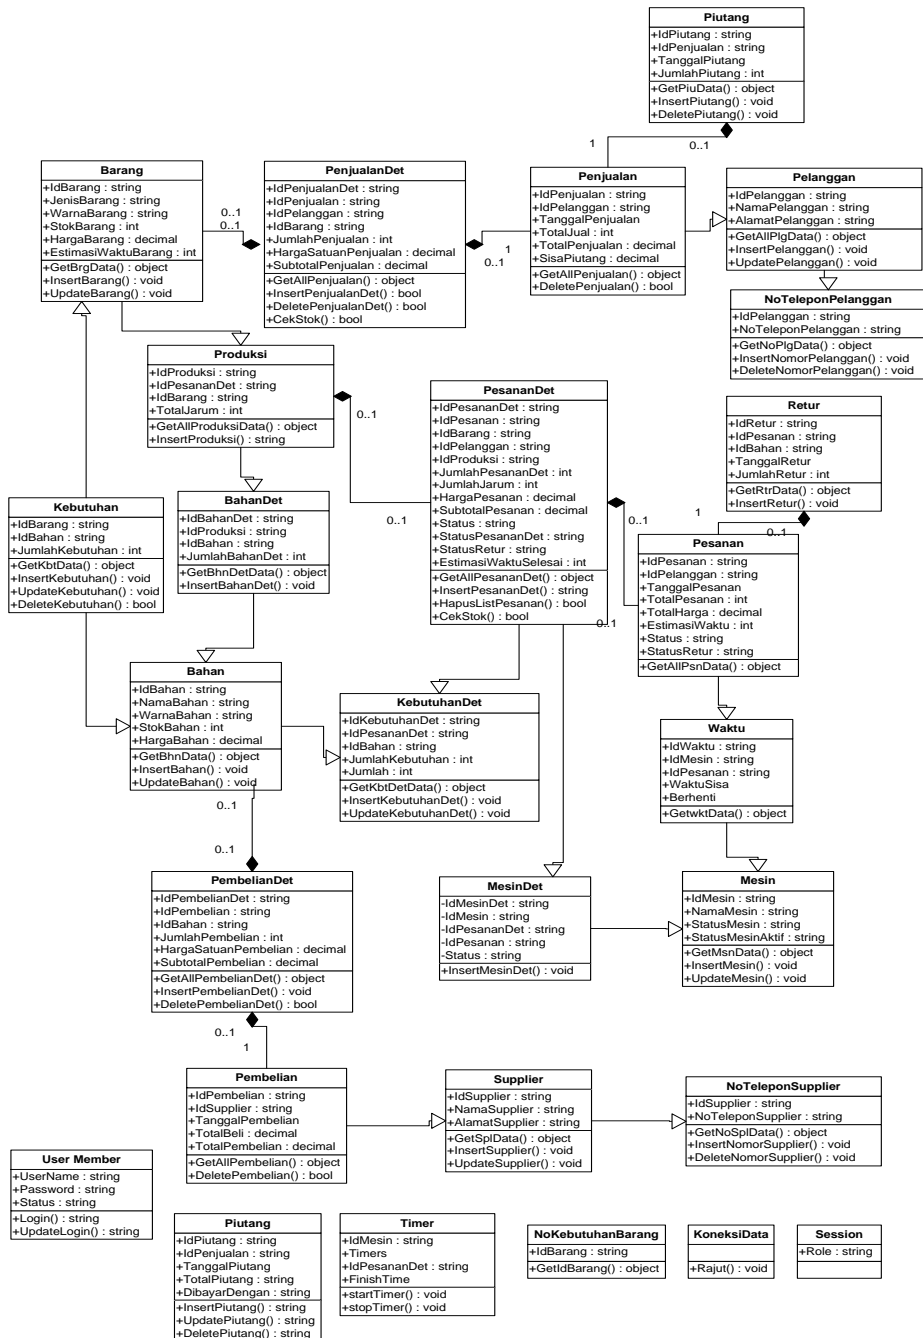 Piutang
+IdPiutang : string
+IdPenjualan : string
+TanggalPiutang
+JumlahPiutang : int
+GetPiuData() : object
+InsertPiutang() : void
+DeletePiutang() : void
1
0..1
Barang
+IdBarang : string
+JenisBarang : string
+WarnaBarang : string
+StokBarang : int
+HargaBarang : decimal
+EstimasiWaktuBarang : int
+GetBrgData() : object
+InsertBarang() : void
+UpdateBarang() : void
0..1
0..1
PenjualanDet
+IdPenjualanDet : string
+IdPenjualan : string
+IdPelanggan : string
+IdBarang : string
+JumlahPenjualan : int
+HargaSatuanPenjualan : decimal
+SubtotalPenjualan : decimal
+GetAllPenjualan() : object
+InsertPenjualanDet() : bool
+DeletePenjualanDet() : bool
+CekStok() : bool
1
0..1
Penjualan
+IdPenjualan : string
+IdPelanggan : string
+TanggalPenjualan
+TotalJual : int
+TotalPenjualan : decimal
+SisaPiutang : decimal
+GetAllPenjualan() : object
+DeletePenjualan() : bool
Pelanggan
+IdPelanggan : string
+NamaPelanggan : string
+AlamatPelanggan : string
+GetAllPlgData() : object
+InsertPelanggan() : void
+UpdatePelanggan() : void
NoTeleponPelanggan
+IdPelanggan : string
+NoTeleponPelanggan : string
+GetNoPlgData() : object
+InsertNomorPelanggan() : void
+DeleteNomorPelanggan() : void
Produksi
+IdProduksi : string
+IdPesananDet : string
+IdBarang : string
+TotalJarum : int
+GetAllProduksiData() : object
+InsertProduksi() : string
0..1
0..1
PesananDet
+IdPesananDet : string
+IdPesanan : string
+IdBarang : string
+IdPelanggan : string
+IdProduksi : string
+JumlahPesananDet : int
+JumlahJarum : int
+HargaPesanan : decimal
+SubtotalPesanan : decimal
+Status : string
+StatusPesananDet : string
+StatusRetur : string
+EstimasiWaktuSelesai : int
+GetAllPesananDet() : object
+InsertPesananDet() : string
+HapusListPesanan() : bool
+CekStok() : bool
0..1
0..1
Retur
+IdRetur : string
+IdPesanan : string
+IdBahan : string
+TanggalRetur
+JumlahRetur : int
+GetRtrData() : object
+InsertRetur() : void
1
0..1
Pesanan
+IdPesanan : string
+IdPelanggan : string
+TanggalPesanan
+TotalPesanan : int
+TotalHarga : decimal
+EstimasiWaktu : int
+Status : string
+StatusRetur : string
+GetAllPsnData() : object
Kebutuhan
+IdBarang : string
+IdBahan : string
+JumlahKebutuhan : int
+GetKbtData() : object
+InsertKebutuhan() : void
+UpdateKebutuhan() : void
+DeleteKebutuhan() : bool
BahanDet
+IdBahanDet : string
+IdProduksi : string
+IdBahan : string
+JumlahBahanDet : int
+GetBhnDetData() : object
+InsertBahanDet() : void
Bahan
+IdBahan : string
+NamaBahan : string
+WarnaBahan : string
+StokBahan : int
+HargaBahan : decimal
+GetBhnData() : object
+InsertBahan() : void
+UpdateBahan() : void
0..1
0..1
KebutuhanDet
+IdKebutuhanDet : string
+IdPesananDet : string
+IdBahan : string
+JumlahKebutuhan : int
+Jumlah : int
+GetKbtDetData() : object
+InsertKebutuhanDet() : void
+UpdateKebutuhanDet() : void
Waktu
+IdWaktu : string
+IdMesin : string
+IdPesanan : string
+WaktuSisa
+Berhenti
+GetwktData() : object
PembelianDet
+IdPembelianDet : string
+IdPembelian : string
+IdBahan : string
+JumlahPembelian : int
+HargaSatuanPembelian : decimal
+SubtotalPembelian : decimal
+GetAllPembelianDet() : object
+InsertPembelianDet() : void
+DeletePembelianDet() : bool
0..1
1
MesinDet
-IdMesinDet : string
-IdMesin : string
-IdPesananDet : string
-IdPesanan : string
-Status : string
+InsertMesinDet() : void
Mesin
+IdMesin : string
+NamaMesin : string
+StatusMesin : string
+StatusMesinAktif : string
+GetMsnData() : object
+InsertMesin() : void
+UpdateMesin() : void
Pembelian
+IdPembelian : string
+IdSupplier : string
+TanggalPembelian
+TotalBeli : decimal
+TotalPembelian : decimal
+GetAllPembelian() : object
+DeletePembelian() : bool
Supplier
+IdSupplier : string
+NamaSupplier : string
+AlamatSupplier : string
+GetSplData() : object
+InsertSupplier() : void
+UpdateSupplier() : void
NoTeleponSupplier
+IdSupplier : string
+NoTeleponSupplier : string
+GetNoSplData() : object
+InsertNomorSupplier() : void
+DeleteNomorSupplier() : void
User Member
+UserName : string
+Password : string
+Status : string
+Login() : string
+UpdateLogin() : string
Piutang
+IdPiutang : string
+IdPenjualan : string
+TanggalPiutang
+TotalPiutang : string
+DibayarDengan : string
+InsertPiutang() : string
+UpdatePiutang() : string
+DeletePiutang() : string
Timer
+IdMesin : string
+Timers
+IdPesananDet : string
+FinishTime
+startTimer() : void
+stopTimer() : void
NoKebutuhanBarang
+IdBarang : string
+GetIdBarang() : object
KoneksiData
+Rajut() : void
Session
+Role : string